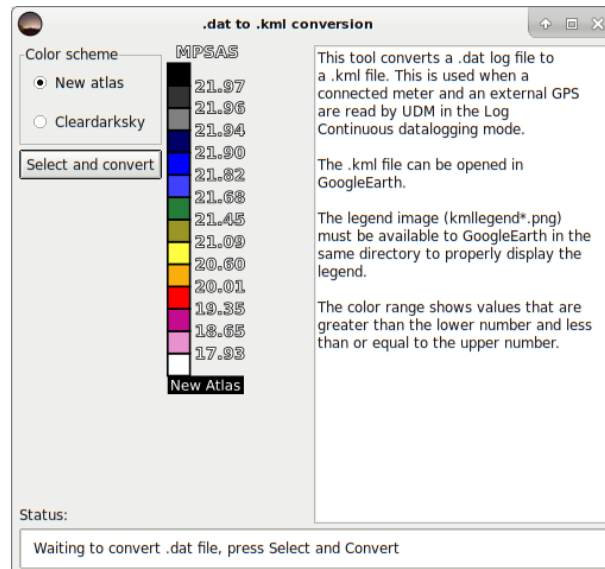 .dat to .kml conversion
Color scheme
New atlas
Cleardarksky
Select and convert
MPSAS
21.97
21.96
21.94
21.90
21.82
21.68
21.45
21.09
20.60
20.01
19.35
18.65
17.93
New Atlas
This tool converts a .dat log file to
a .kml file. This is used when a
connected meter and an external GPS
are read by UDM in the Log
Continuous datalogging mode.
The .kml file can be opened in
GoogleEarth.
The legend image (kmllegend*.png)
must be available to GoogleEarth in the
same directory to properly display the
legend.
The color range shows values that are
greater than the lower number and less
than or equal to the upper number.
Status:
Waiting to convert .dat file, press Select and Convert